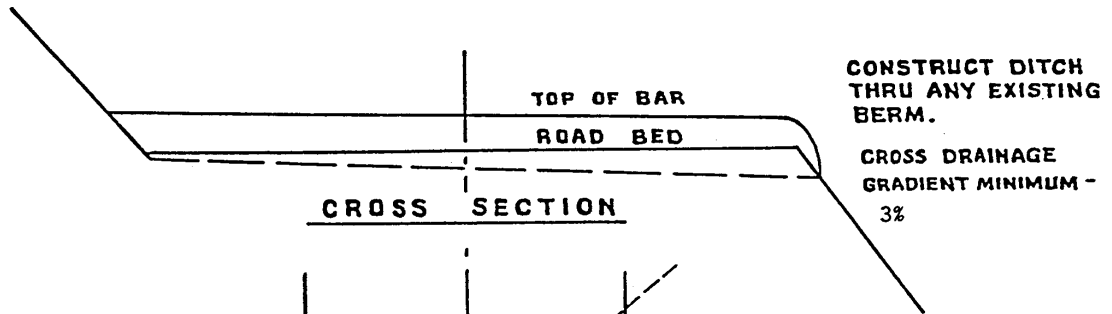 TOP OF BAR
ROAD BED
CONSTRUCT DITCH
THRU ANY EXISTING
BERM.
CROSS DRAINAGE
GRADIENT MINIMUM -
3%
CROSS SECTION